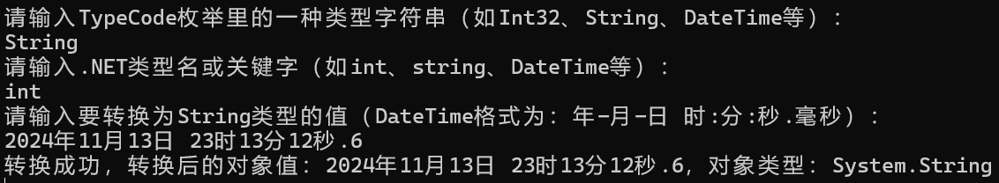 请输入TypeCode枚举里的一种类型字符串（如Int32、String、DateTime等）：
String
请输入.NET类型名或关键字（如int、string、DateTime等）：
int
请输入要转换为String类型的值（DateTime格式为：年-月-日 时:分:秒.毫秒）：
2024年11月13日 23时13分12秒.6
转换成功，转换后的对象值：2024年11月13日 23时13分12秒.6，对象类型：System.String